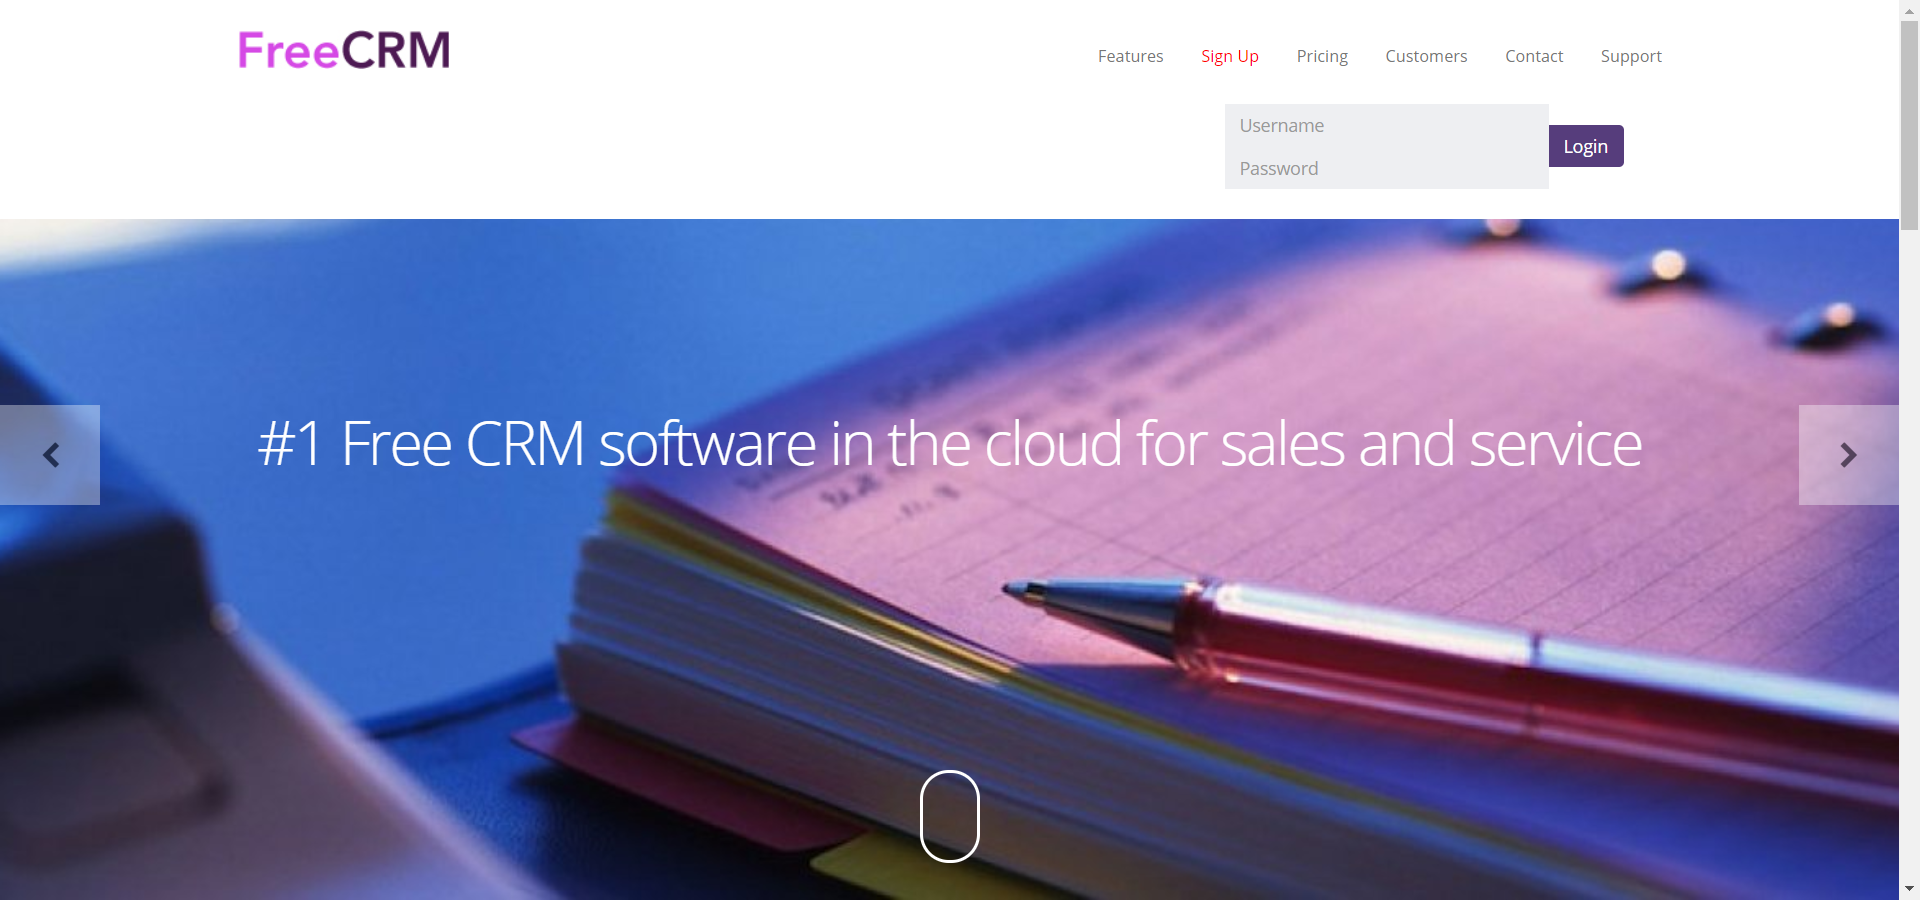 FreeCRM
Features Sign Up Pricing Customers Contact Support
Username
Password
Login
#1 Free CRM software in the cloud for sales and service